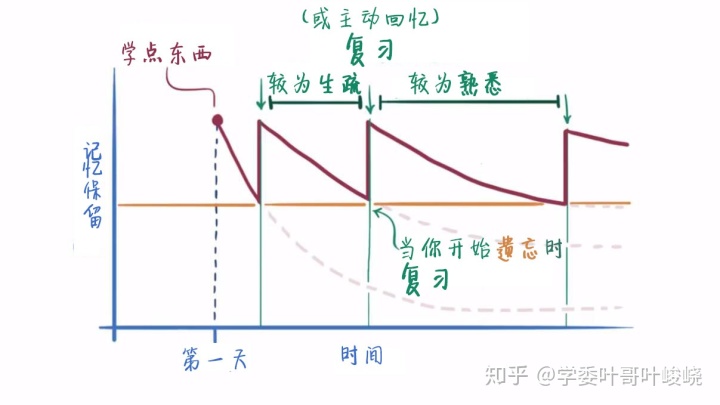 （或主动回忆）
复习
学点东西
较为生疏
较为熟悉
记忆保留
当你开始遗忘时
复习
第一天
时间
知乎 @学委叶哥叶峻峣